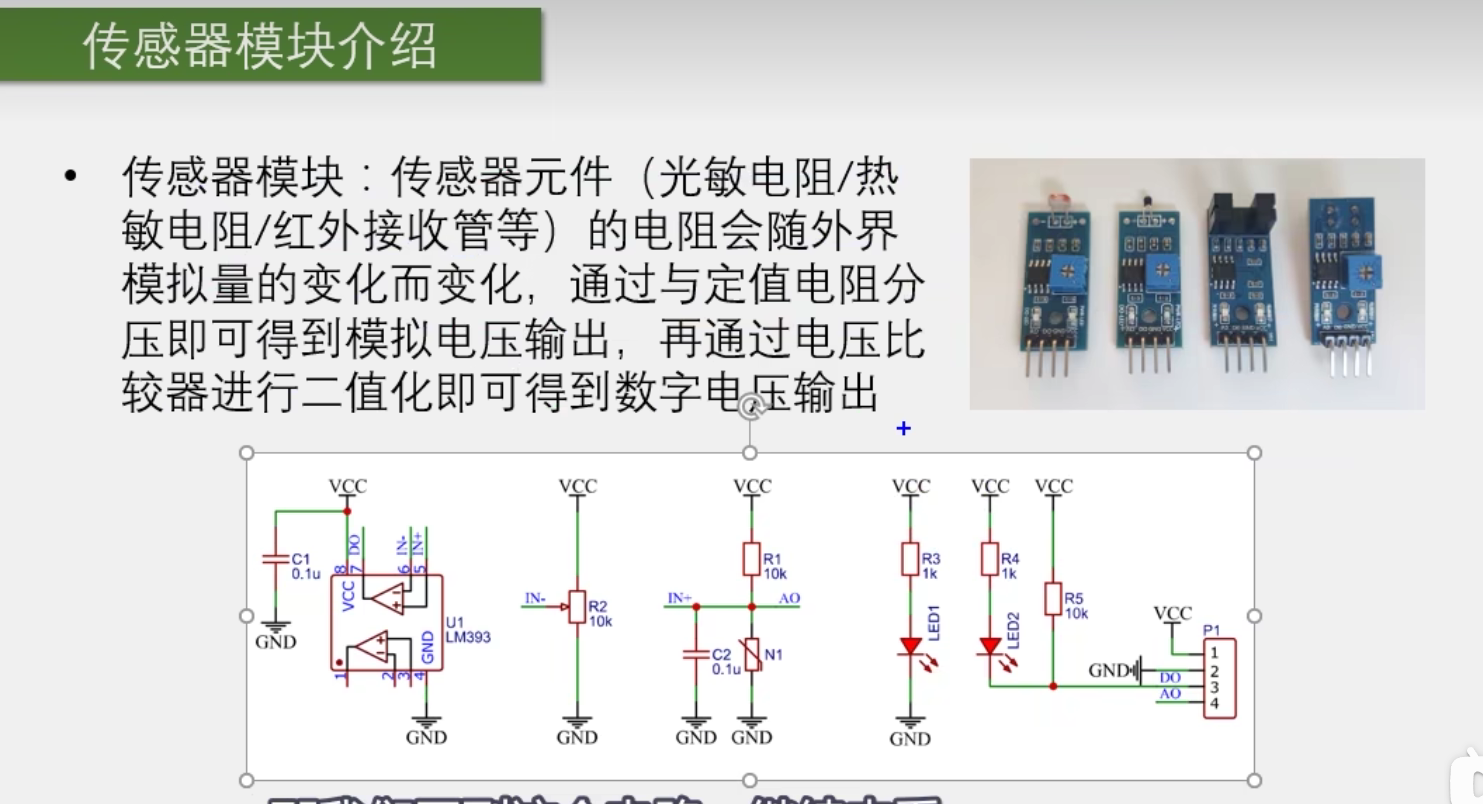 传感器模块介绍
• 传感器模块：传感器元件（光敏电阻/热
敏电阻/红外接收管等）的电阻会随外界
模拟量的变化而变化，通过与定值电阻分
压即可得到模拟电压输出，再通过电压比
较器进行二值化即可得到数字电压输出
VCC
C1
0.1u
GND
DO
IN-
IN+
8
7
6
5
VCC
GND
U1
LM393
1
2
3
4
GND
VCC
IN-
R2
10k
GND
VCC
R1
10k
IN+
AO
C2
0.1u
N1
GND
GND
VCC
R3
1k
LED1
GND
VCC
R4
1k
LED2
VCC
R5
10k
VCC
P1
GND
DO
AO
1
2
3
4